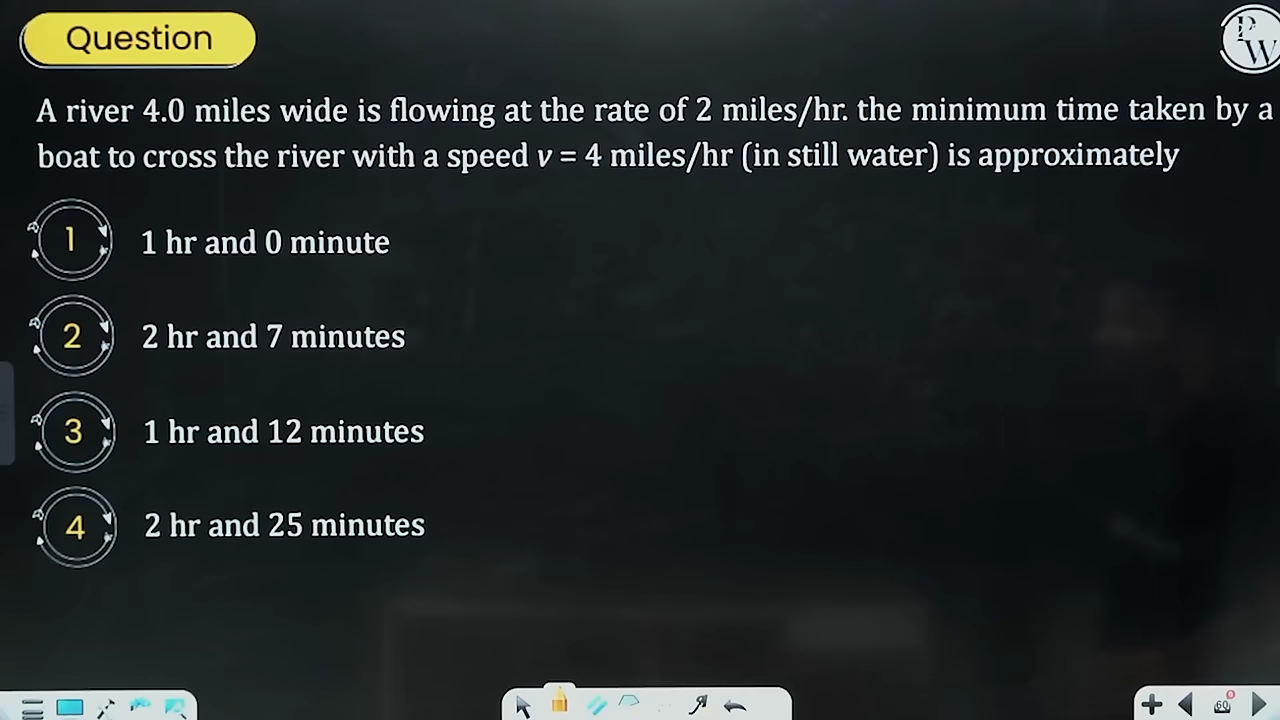 Question
PW
A river 4.0 miles wide is flowing at the rate of 2 miles/hr. the minimum time taken by a
boat to cross the river with a speed v = 4 miles/hr (in still water) is approximately
1 1 hr and 0 minute
2 2 hr and 7 minutes
3 1 hr and 12 minutes
4 2 hr and 25 minutes
60